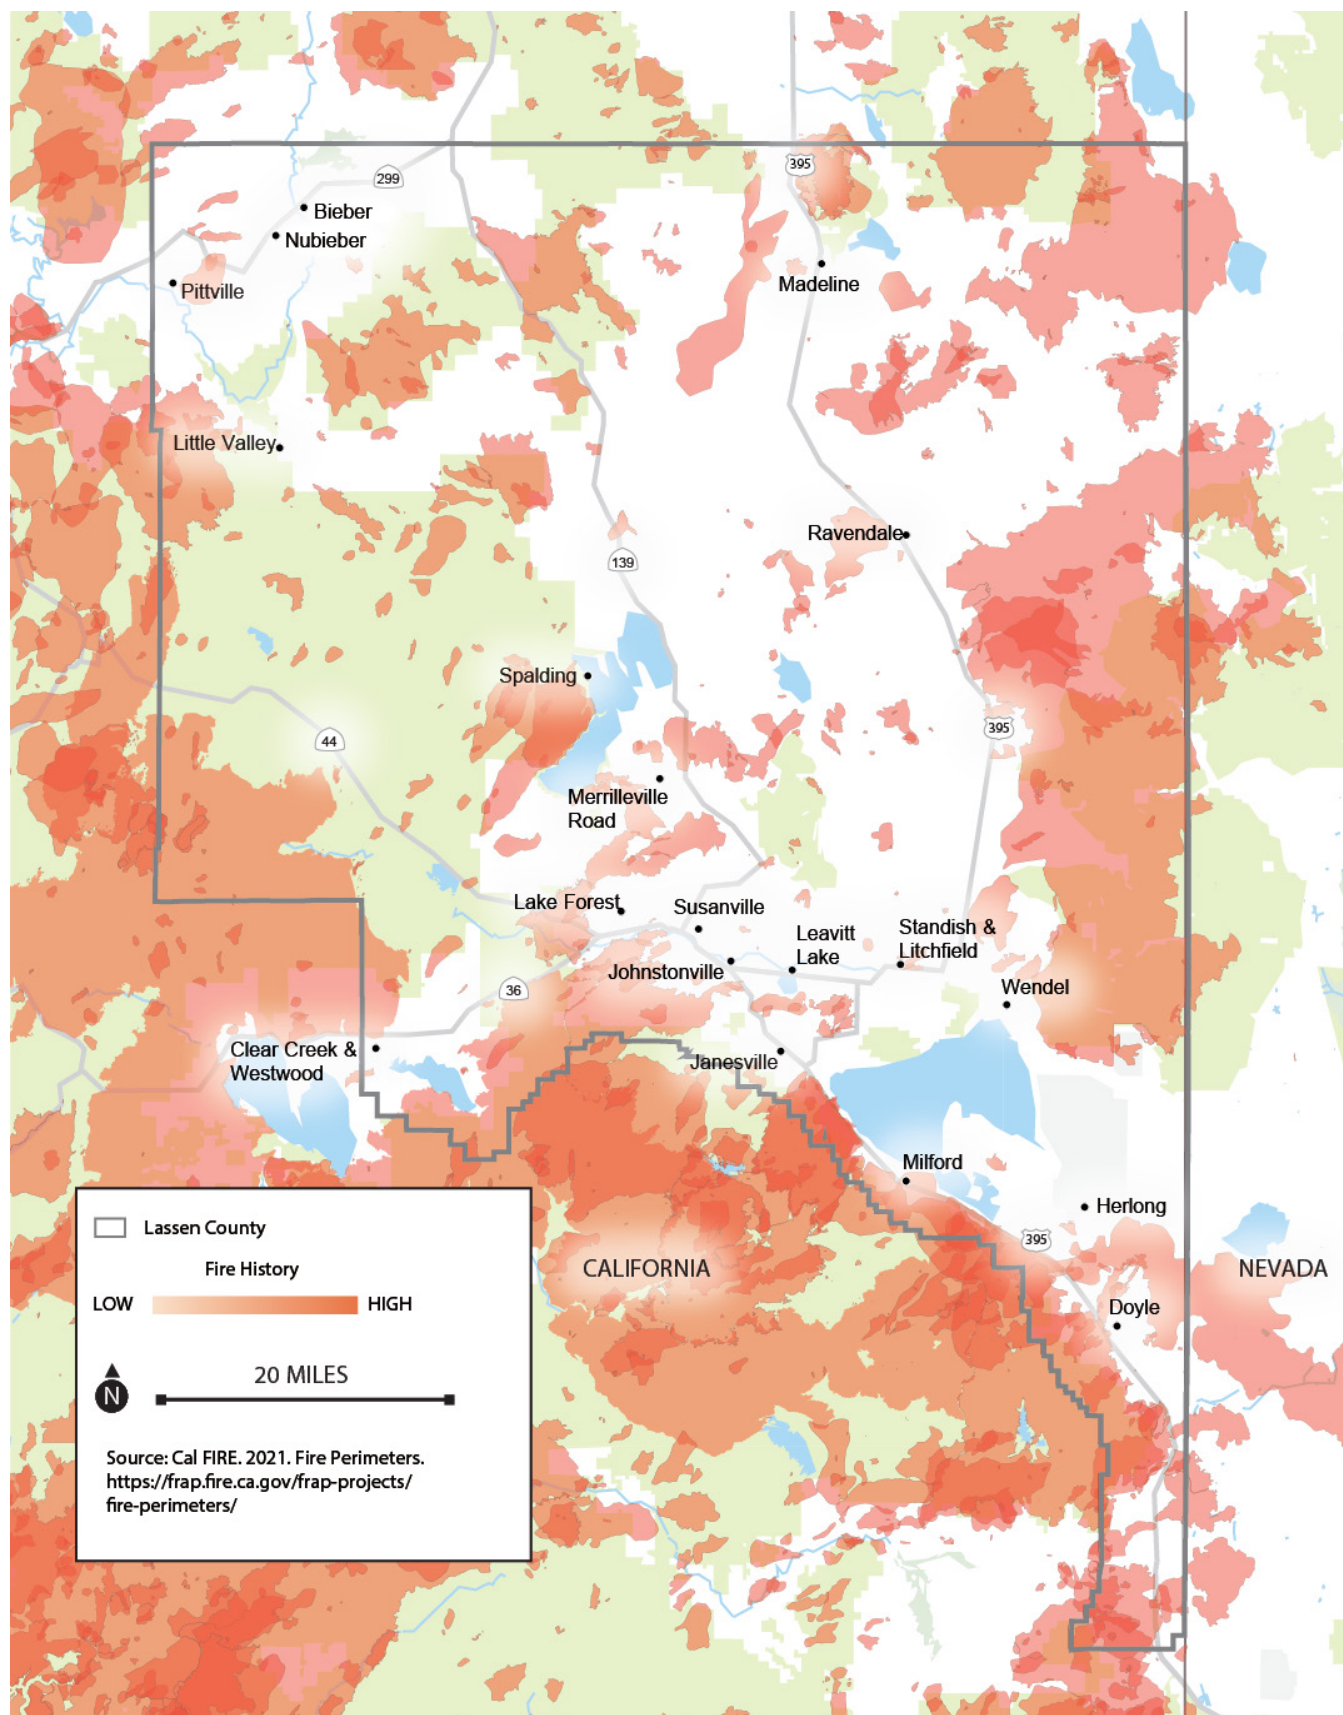 299
395
Bieber
Nubieber
Pittville
Madeline
Little Valley
Ravendale
139
Spalding
44
395
Merrilleville
Road
Lake Forest
Susanville
Leavitt
Lake
Standish &
Litchfield
Johnstonville
36
Wendel
Clear Creek &
Westwood
Janesville
Milford
Herlong
395
CALIFORNIA
NEVADA
Doyle
Lassen County
Fire History
LOW
HIGH
N
20 MILES
Source: Cal FIRE. 2021. Fire Perimeters.
https://frap.fire.ca.gov/frap-projects/
fire-perimeters/